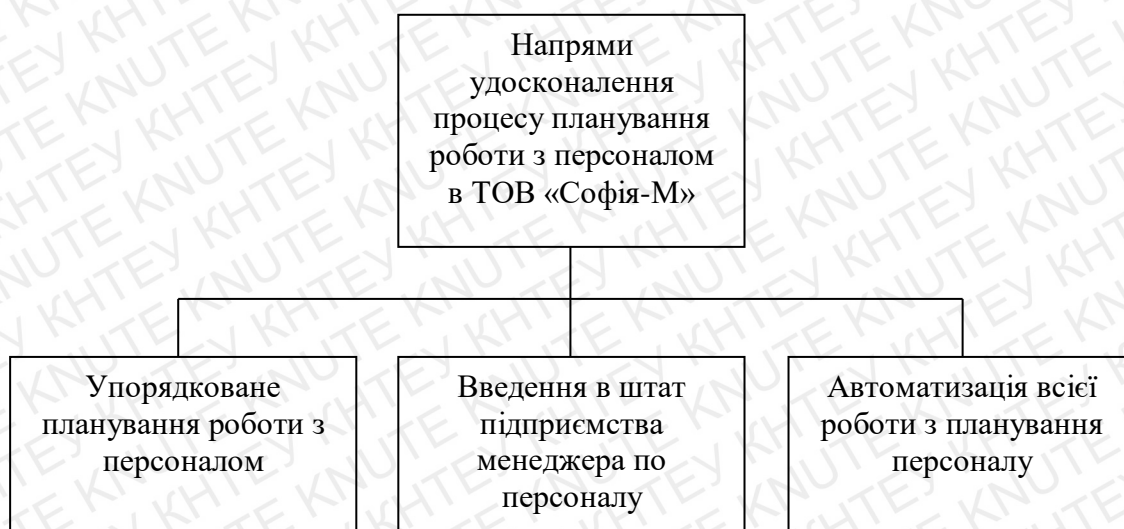 Напрями
удосконалення
процесу планування
роботи з персоналом
в ТОВ «Софія-М»
Упорядковане
планування роботи з
персоналом
Введення в штат
підприємства
менеджера по
персоналу
Автоматизація всієї
роботи з планування
персоналу